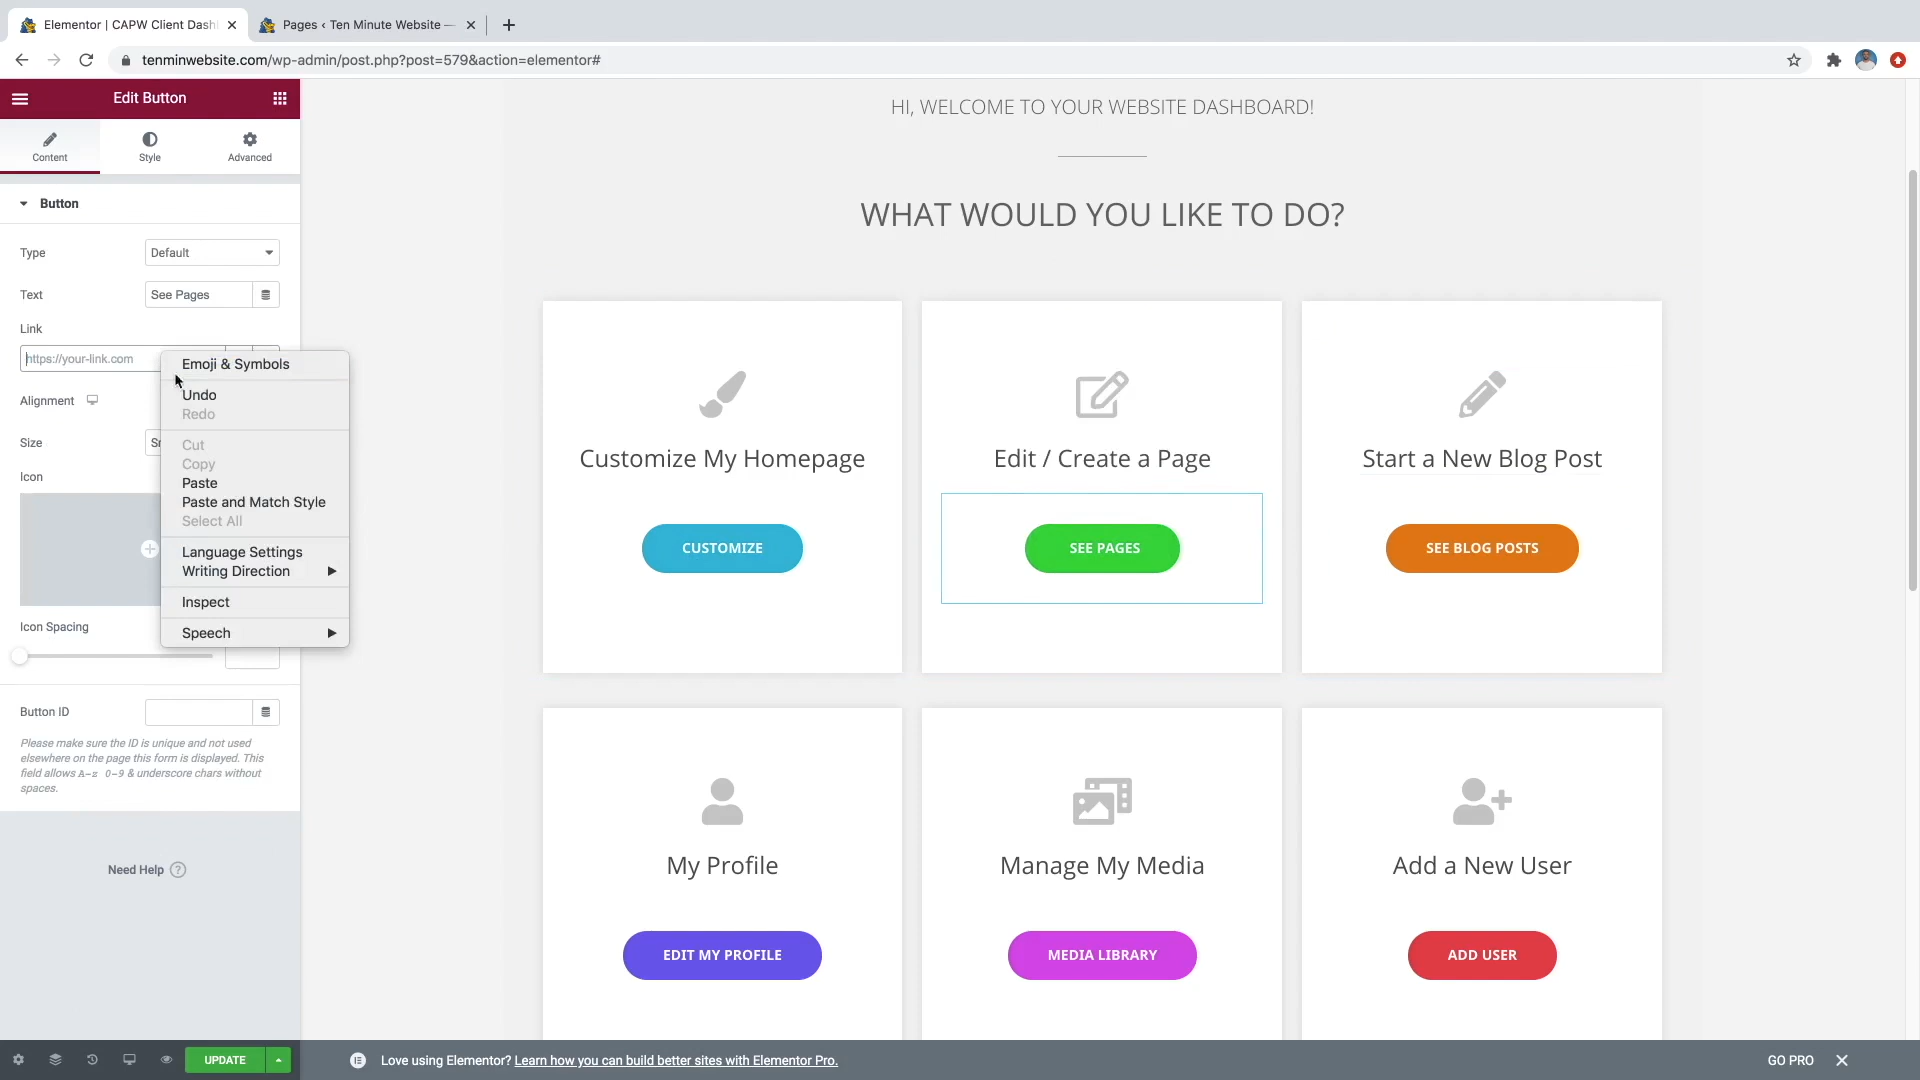 Elementor | CAPW Client Dash
Pages ‹ Ten Minute Website —
tenminwebsite.com/wp-admin/post.php?post=579&action=elementor#
Edit Button
Content
Style
Advanced
Button
Type
Default
Text
See Pages
Link
https://your-link.com
Alignment
Size
Icon
Icon Spacing
Button ID
Please make sure the ID is unique and not used
elsewhere on the page this form is displayed. This
field allows A-z 0-9 & underscore chars without
spaces.
Need Help
UPDATE
Emoji & Symbols
Undo
Redo
Cut
Copy
Paste
Paste and Match Style
Select All
Language Settings
Writing Direction
Inspect
Speech
HI, WELCOME TO YOUR WEBSITE DASHBOARD!
WHAT WOULD YOU LIKE TO DO?
Customize My Homepage
CUSTOMIZE
Edit / Create a Page
SEE PAGES
Start a New Blog Post
SEE BLOG POSTS
My Profile
EDIT MY PROFILE
Manage My Media
MEDIA LIBRARY
Add a New User
ADD USER
Love using Elementor? Learn how you can build better sites with Elementor Pro.
GO PRO